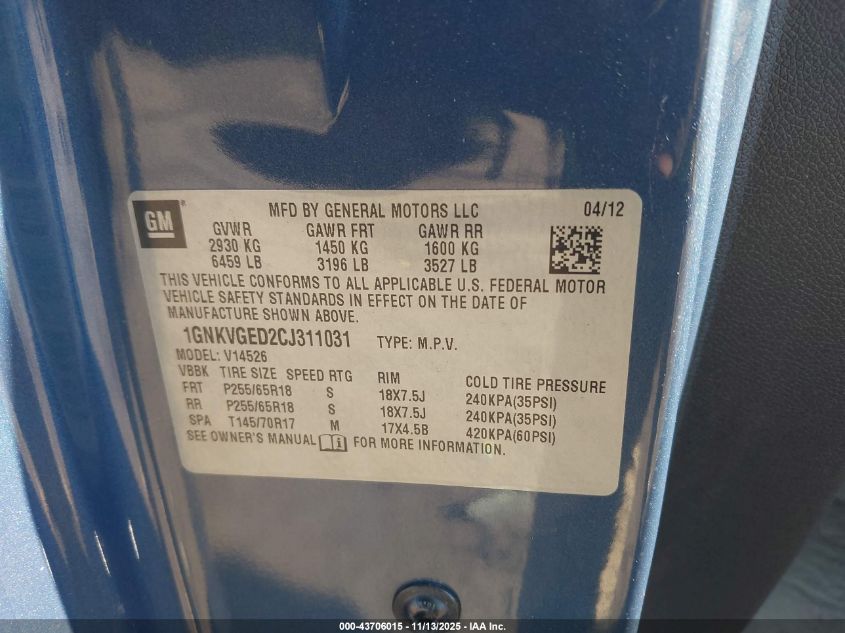 GM
MFD BY GENERAL MOTORS LLC 04/12
GVWR GAWR FRT GAWR RR
2930 KG 1450 KG 1600 KG
6459 LB 3196 LB 3527 LB
THIS VEHICLE CONFORMS TO ALL APPLICABLE U.S. FEDERAL MOTOR
VEHICLE SAFETY STANDARDS IN EFFECT ON THE DATE OF
MANUFACTURE SHOWN ABOVE.
1GNKVGED2CJ311031 TYPE: M.P.V.
MODEL: V14526
VBBK TIRE SIZE SPEED RTG RIM COLD TIRE PRESSURE
FRT P255/65R18 S 18X7.5J 240KPA(35PSI)
RR P255/65R18 S 18X7.5J 240KPA(35PSI)
SPA T145/70R17 M 17X4.5B 420KPA(60PSI)
SEE OWNER'S MANUAL FOR MORE INFORMATION.
000-43706015 - 11/13/2025 - IAA Inc.